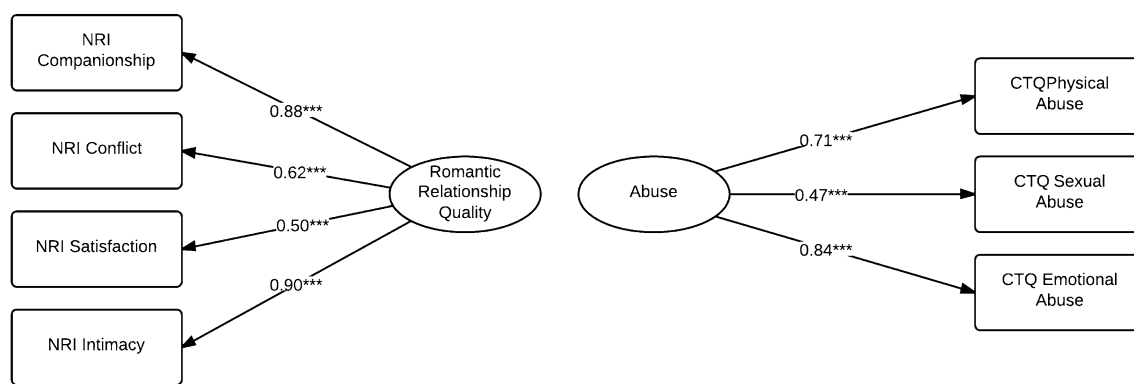 NRI
Companionship
0.88***
NRI Conflict
0.62***
NRI Satisfaction
0.50***
NRI Intimacy
0.90***
Romantic
Relationship
Quality
Abuse
0.71***
0.47***
0.84***
CTQPhysical
Abuse
CTQ Sexual
Abuse
CTQ Emotional
Abuse